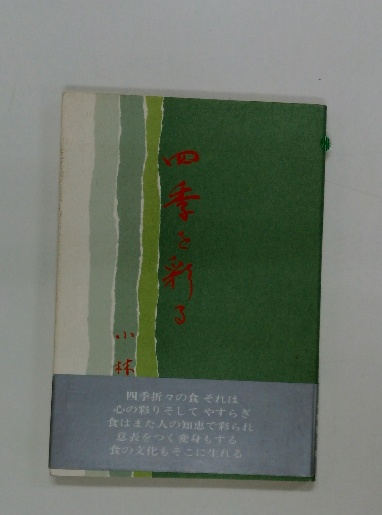 四季を彩る
小林
四季折々の食 それは
心の彩りそして やすらぎ
食はまた人の知恵で彩られ
意表をつく変身もする
食の文化もそこに生れる